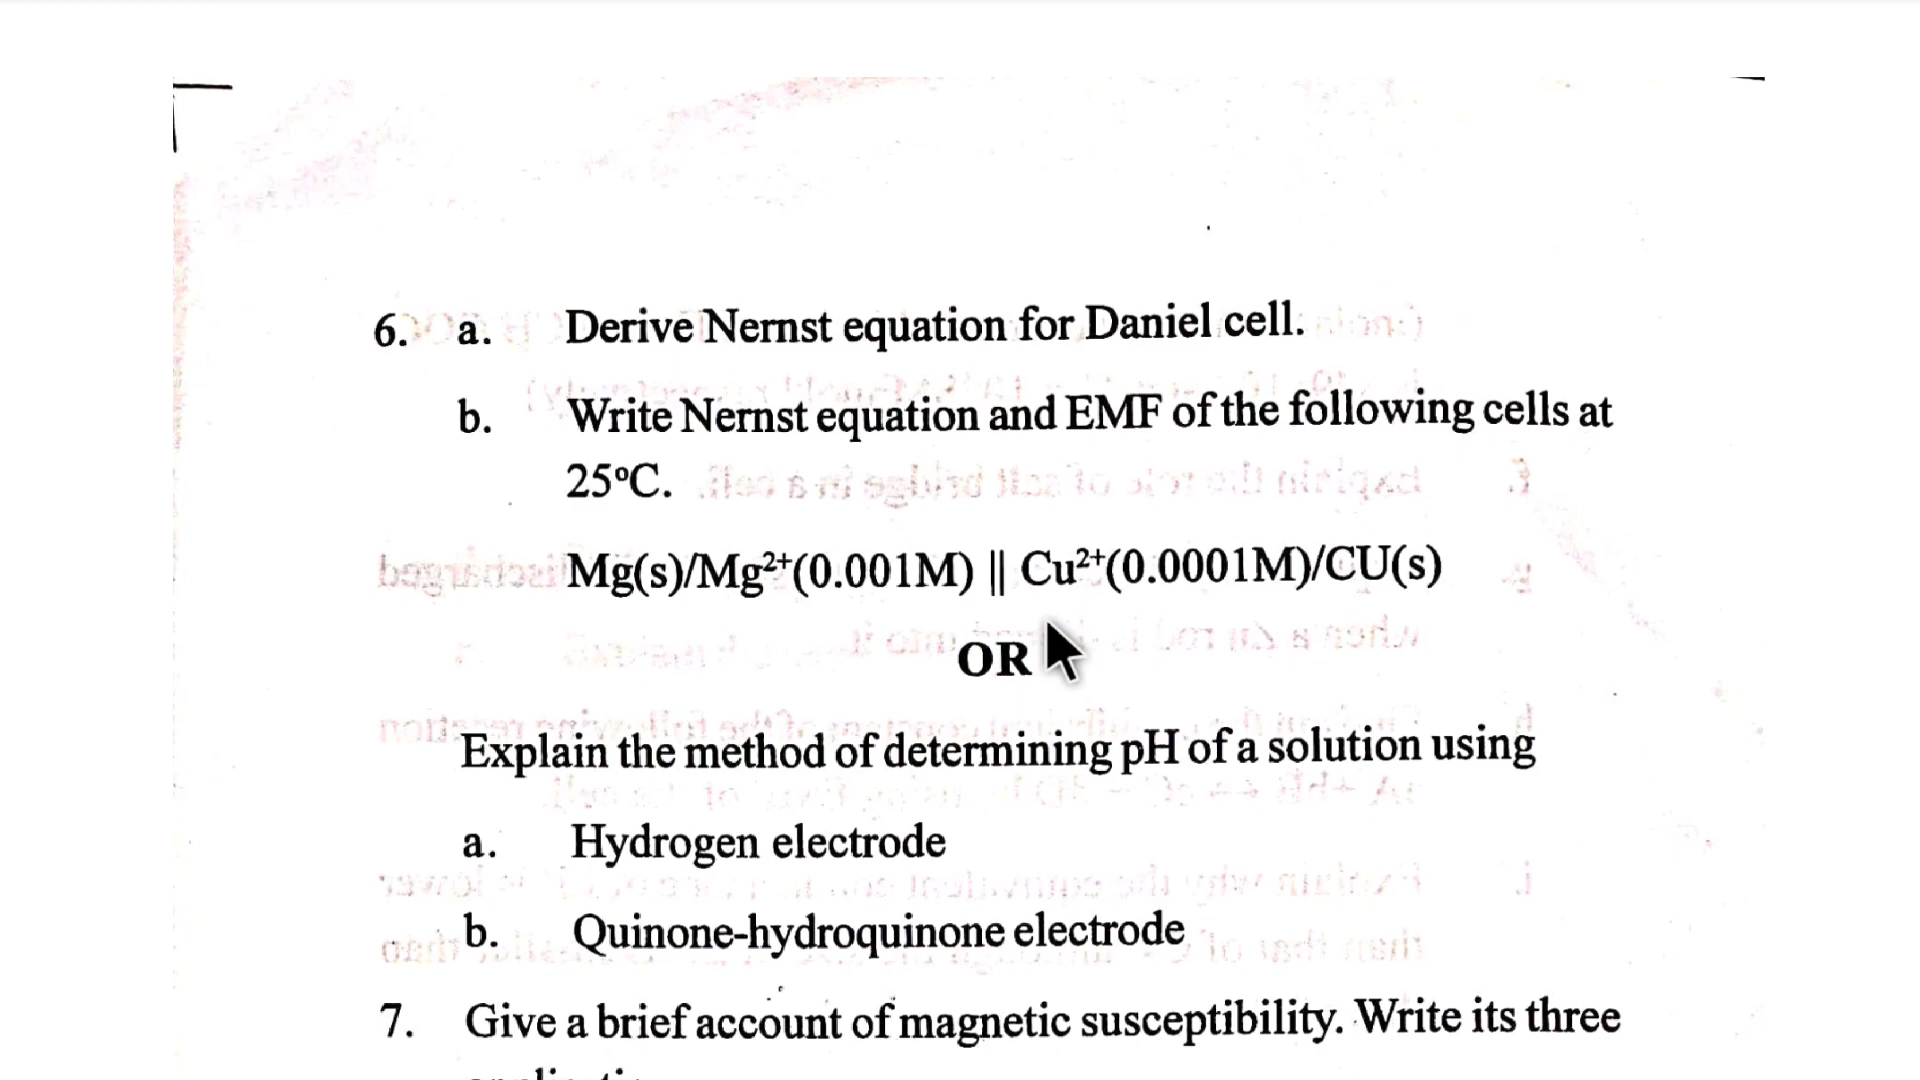 6. a. Derive Nernst equation for Daniel cell.
b. Write Nernst equation and EMF of the following cells at
25°C.
Mg(s)/Mg²⁺(0.001M) || Cu²⁺(0.0001M)/CU(s)
OR
Explain the method of determining pH of a solution using
a. Hydrogen electrode
b. Quinone-hydroquinone electrode
7. Give a brief account of magnetic susceptibility. Write its three